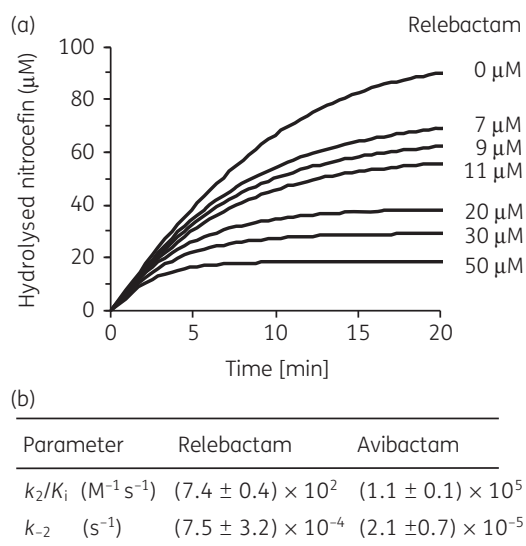 (a)
Relebactam
Hydrolysed nitrocefin (μM)
100
80
60
40
20
0
0 μM
7 μM
9 μM
11 μM
20 μM
30 μM
50 μM
0 5 10 15 20
Time [min]
(b)
Parameter Relebactam Avibactam
k₂/Kᵢ (M⁻¹ s⁻¹) (7.4 ± 0.4) × 10² (1.1 ± 0.1) × 10⁵
k₋₂ (s⁻¹) (7.5 ± 3.2) × 10⁻⁴ (2.1 ±0.7) × 10⁻⁵